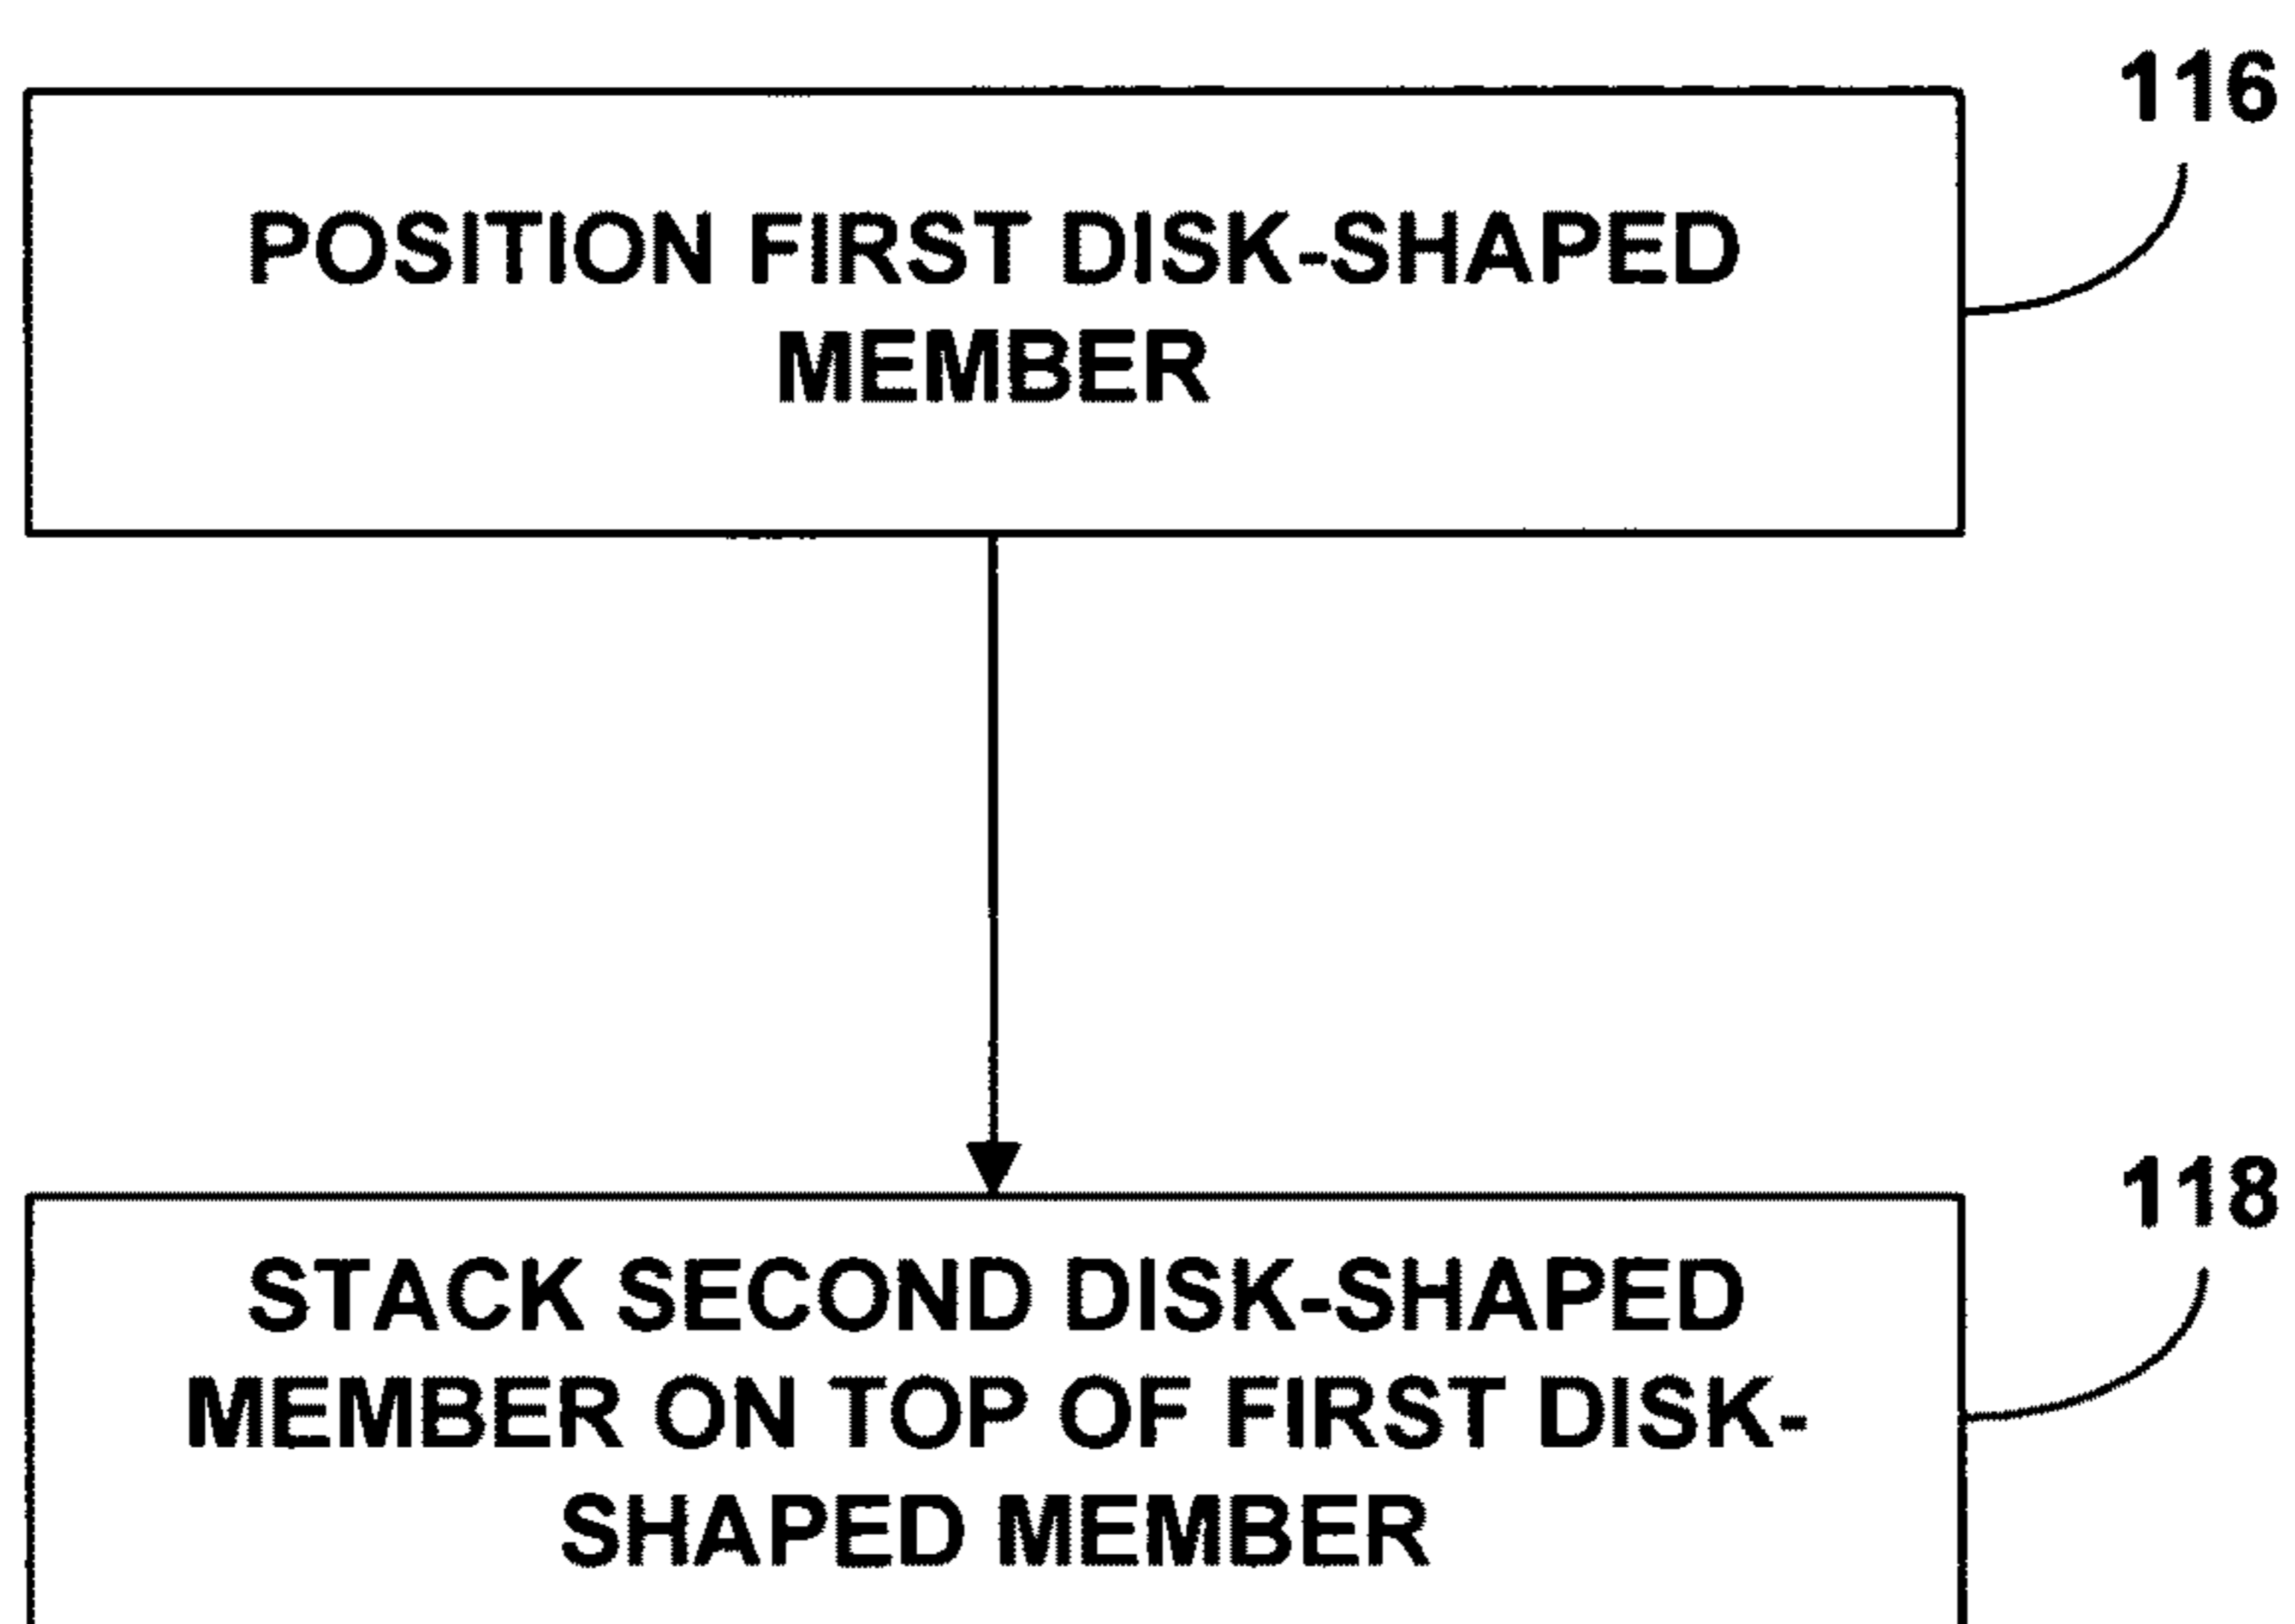 116
POSITION FIRST DISK-SHAPED
MEMBER
118
STACK SECOND DISK-SHAPED
MEMBER ON TOP OF FIRST DISK-
SHAPED MEMBER